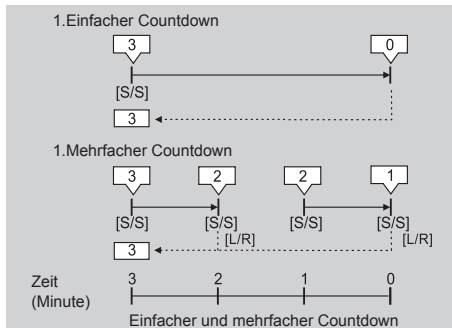 1.Einfacher Countdown
3 0
[S/S]
3
1.Mehrfacher Countdown
3 2 2 1
[S/S] [S/S] [S/S] [S/S]
[L/R] [L/R]
3
Zeit 3 2 1 0
(Minute)
Einfacher und mehrfacher Countdown